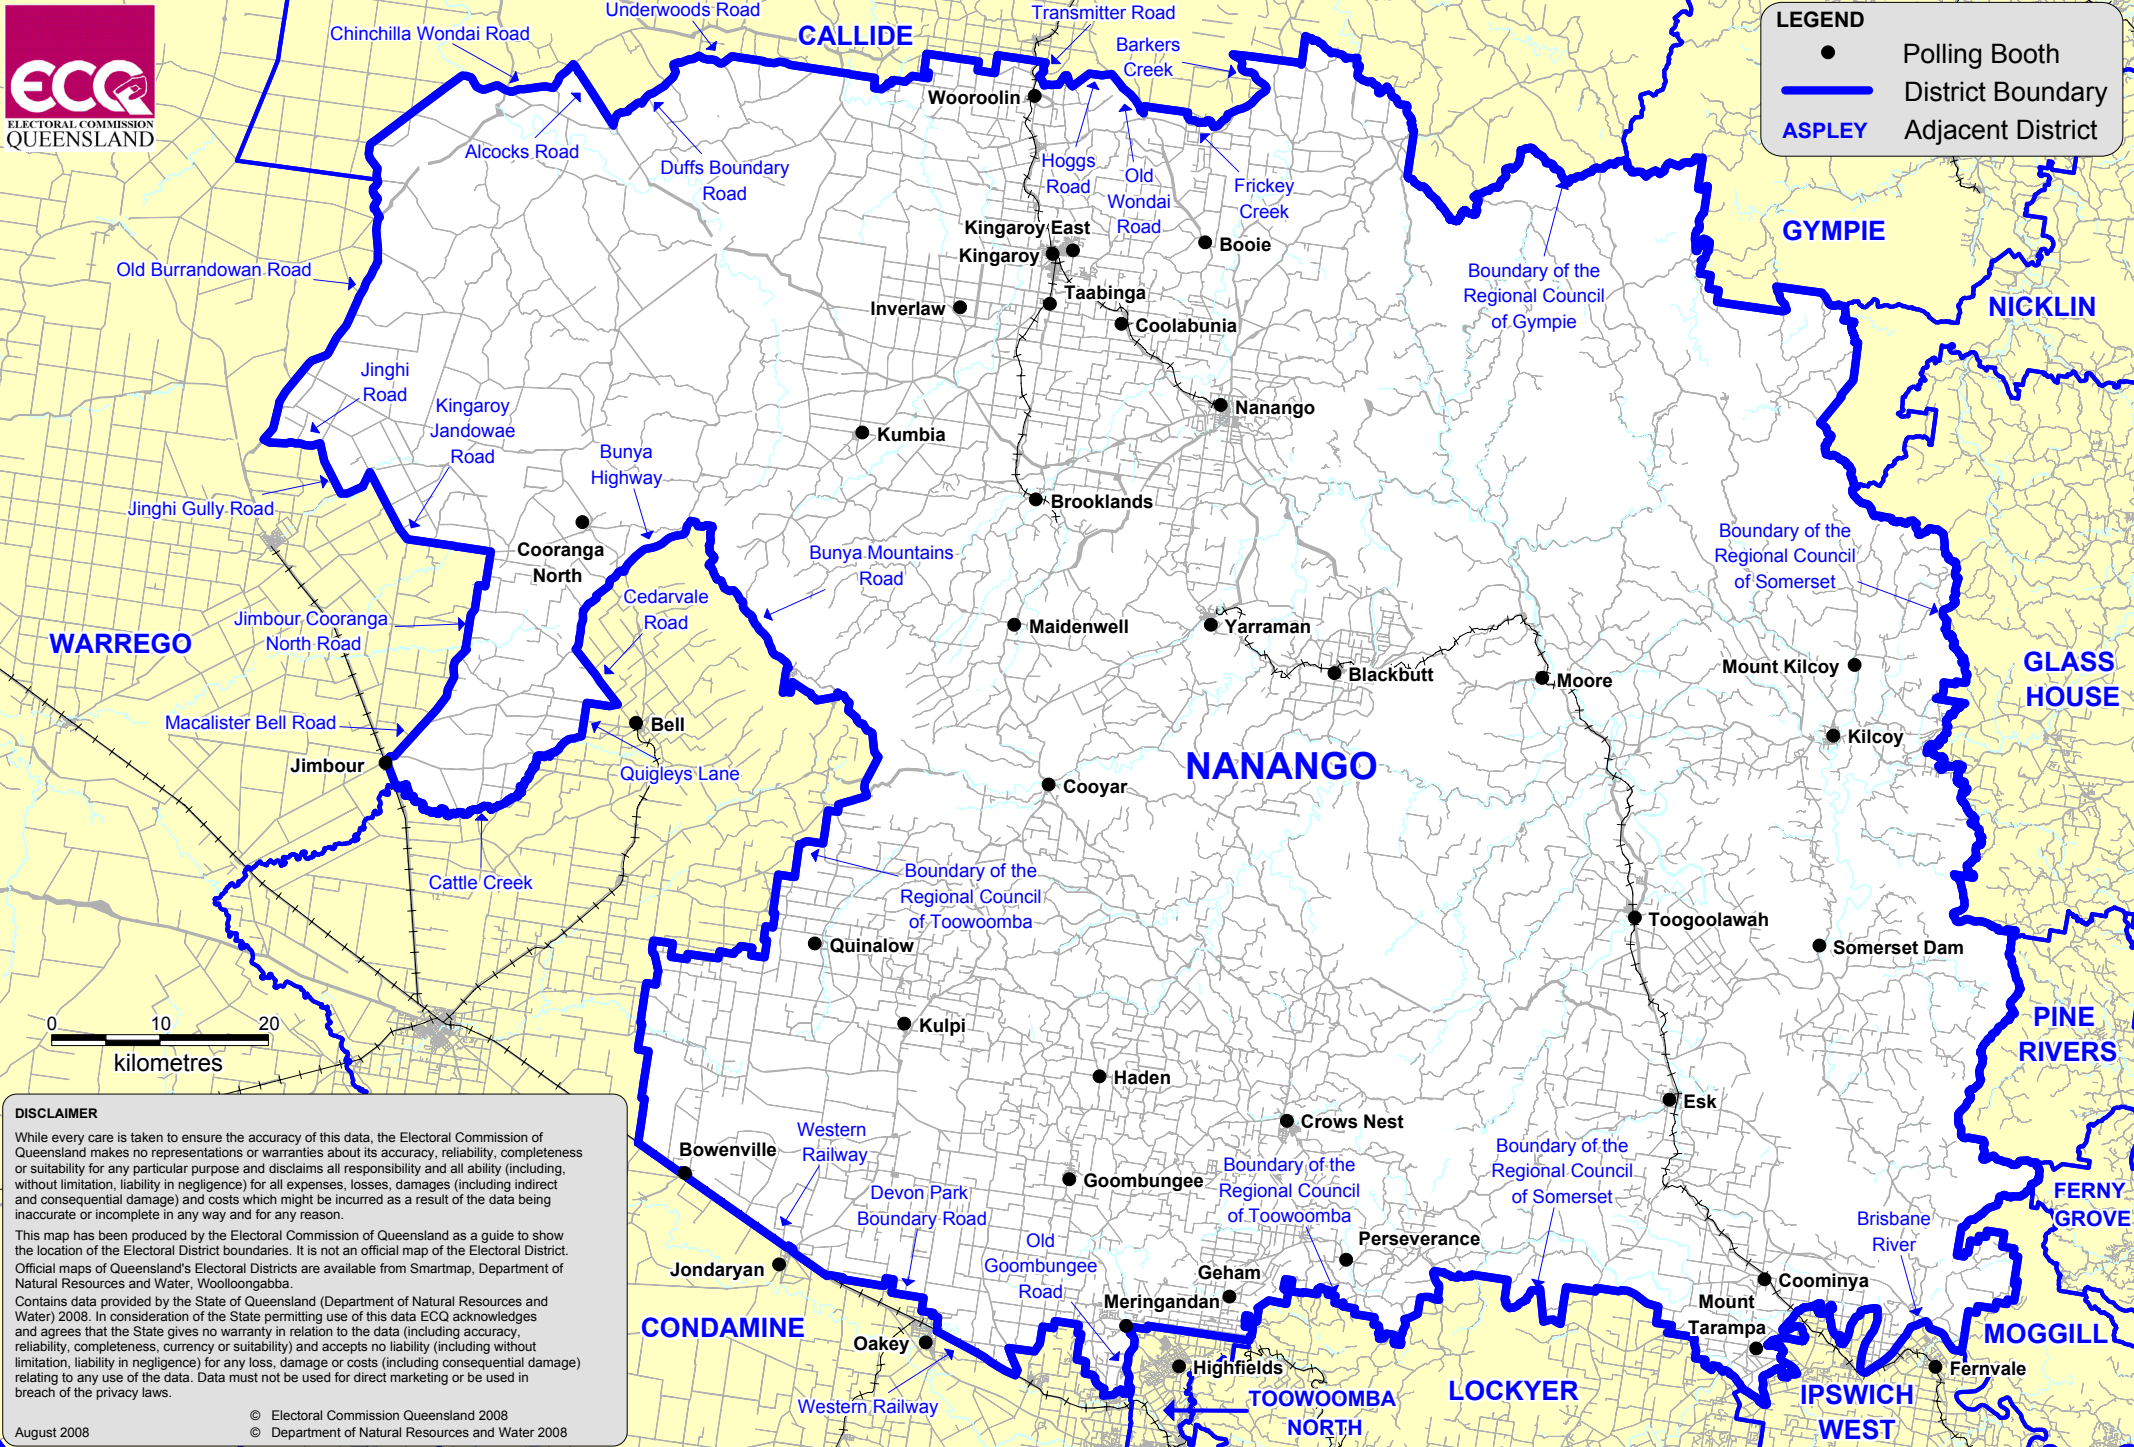 Underwoods Road
Transmitter Road
LEGEND
Chinchilla Wondai Road
CALLIDE
Barkers
Creek
Polling Booth
District Boundary
ASPLEY
Adjacent District
ECQ
ELECTORAL COMMISSION
QUEENSLAND
Wooroolin
Alcocks Road
Duffs Boundary
Road
Hoggs
Road
Old
Wondai
Road
Frickey
Creek
Kingaroy East
Kingaroy
Booie
GYMPIE
Old Burrandowan Road
Boundary of the
Regional Council
of Gympie
NICKLIN
Taabinga
Inverlaw
Coolabunia
Jinghi
Road
Kingaroy
Jandowae
Road
Nanango
Kumbia
Bunya
Highway
Jinghi Gully Road
Brooklands
Cooranga
North
Bunya Mountains
Road
Boundary of the
Regional Council
of Somerset
Cedarvale
Road
Jimbour Cooranga
North Road
WARREGO
Maidenwell
Yarraman
Blackbutt
Moore
Mount Kilcoy
GLASS
HOUSE
Macalister Bell Road
Bell
Kilcoy
Jimbour
Quigleys Lane
NANANGO
Cooyar
Cattle Creek
Boundary of the
Regional Council
of Toowoomba
Quinalow
Toogoolawah
Somerset Dam
0 10 20
kilometres
Kulpi
PINE
RIVERS
Haden
Esk
Crows Nest
Bowenville
Western
Railway
Goombungee
Devon Park
Boundary Road
Boundary of the
Regional Council
of Toowoomba
Boundary of the
Regional Council
of Somerset
FERNY
GROVE
Brisbane
River
Old
Goombungee
Road
Perseverance
Jondaryan
Geham
Meringandan
Coominya
Mount
Tarampa
CONDAMINE
Oakey
MOGGILL
Highfields
Fernvale
Western Railway
TOOWOOMBA
NORTH
LOCKYER
IPSWICH
WEST
DISCLAIMER
While every care is taken to ensure the accuracy of this data, the Electoral Commission of
Queensland makes no representations or warranties about its accuracy, reliability, completeness
or suitability for any particular purpose and disclaims all responsibility and all ability (including,
without limitation, liability in negligence) for all expenses, losses, damages (including indirect
and consequential damage) and costs which might be incurred as a result of the data being
inaccurate or incomplete in any way and for any reason.
This map has been produced by the Electoral Commission of Queensland as a guide to show
the location of the Electoral District boundaries. It is not an official map of the Electoral District.
Official maps of Queensland's Electoral Districts are available from Smartmap, Department of
Natural Resources and Water, Woolloongabba.
Contains data provided by the State of Queensland (Department of Natural Resources and
Water) 2008. In consideration of the State permitting use of this data ECQ acknowledges
and agrees that the State gives no warranty in relation to the data (including accuracy,
reliability, completeness, currency or suitability) and accepts no liability (including without
limitation, liability in negligence) for any loss, damage or costs (including consequential damage)
relating to any use of the data. Data must not be used for direct marketing or be used in
breach of the privacy laws.
© Electoral Commission Queensland 2008
August 2008
© Department of Natural Resources and Water 2008